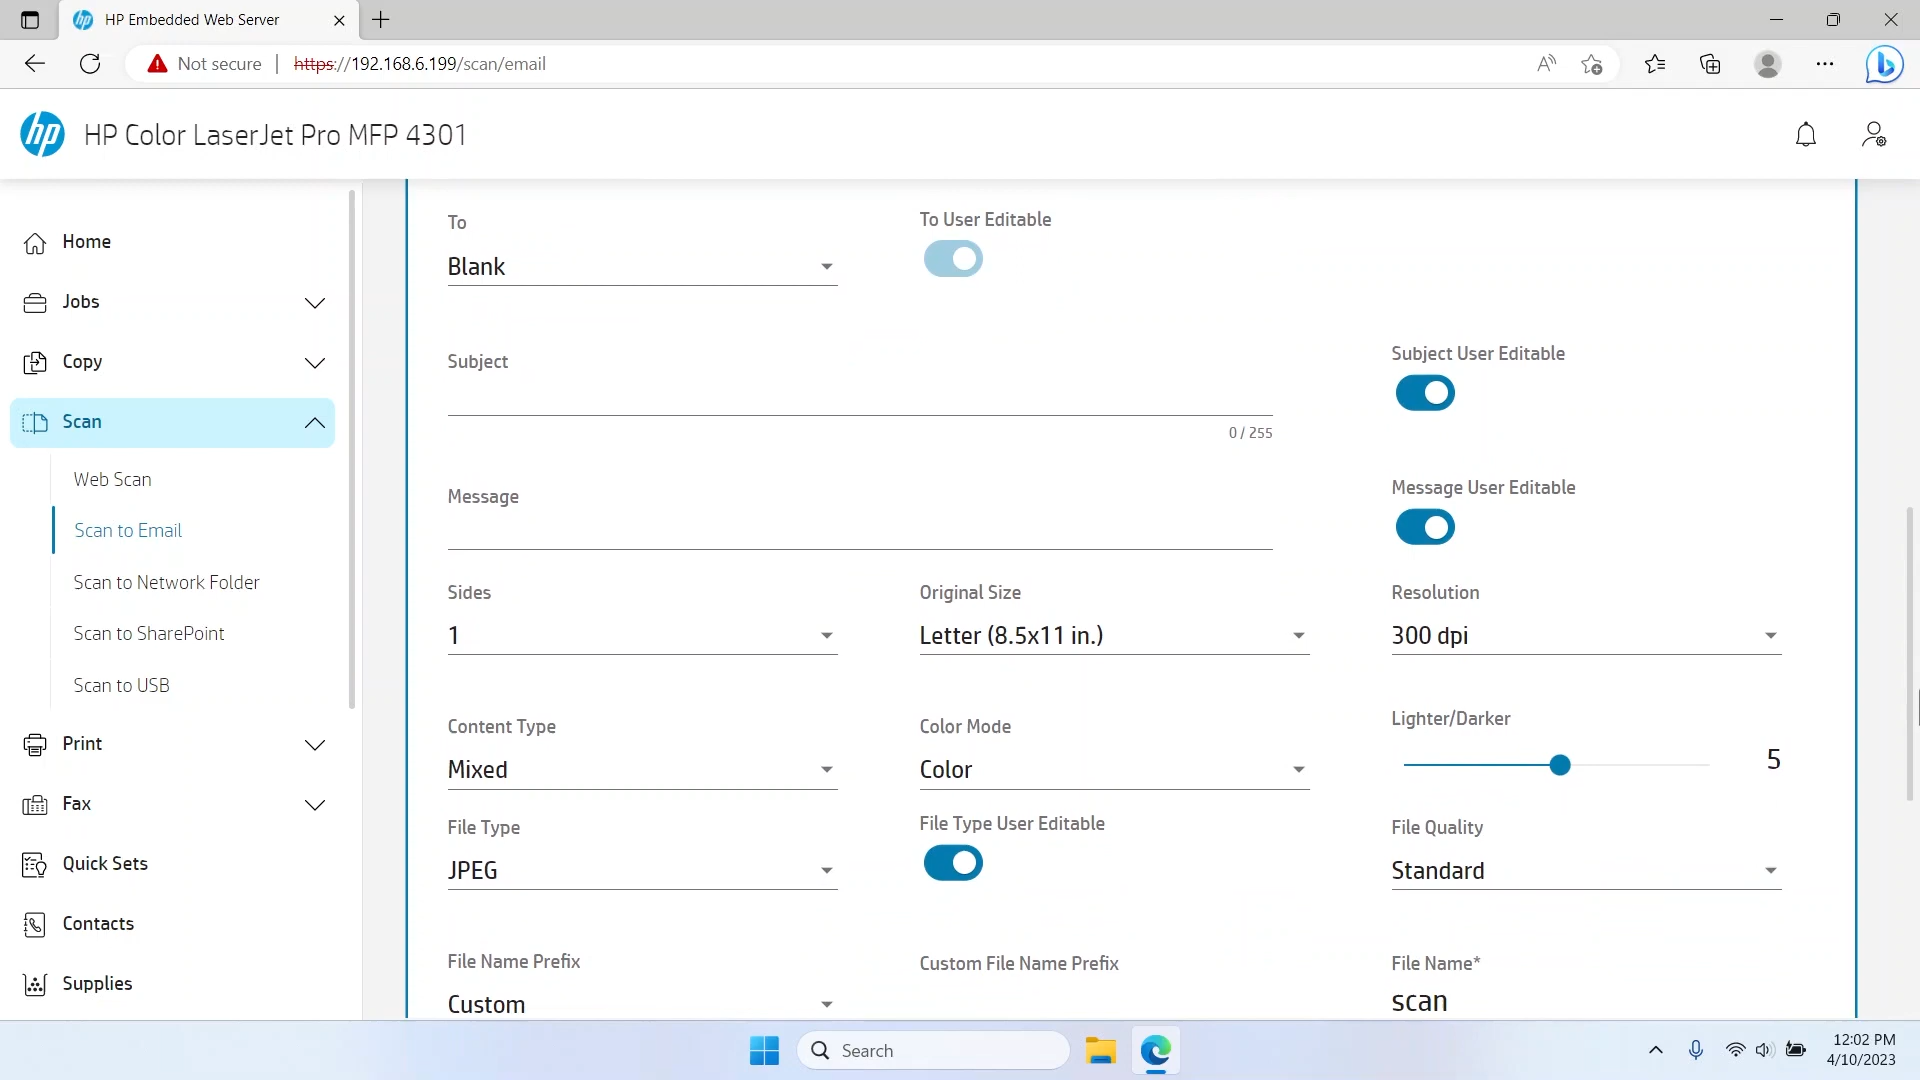 HP Embedded Web Server
Not secure | https://192.168.6.199/scan/email
hp HP Color LaserJet Pro MFP 4301
Home
Jobs
Copy
Scan
Web Scan
Scan to Email
Scan to Network Folder
Scan to SharePoint
Scan to USB
Print
Fax
Quick Sets
Contacts
Supplies
To
To User Editable
Blank
Subject
Subject User Editable
0 / 255
Message
Message User Editable
Sides
Original Size
Resolution
1
Letter (8.5x11 in.)
300 dpi
Content Type
Color Mode
Lighter/Darker
Mixed
Color
5
File Type
File Type User Editable
File Quality
JPEG
Standard
File Name Prefix
Custom File Name Prefix
File Name*
Custom
scan
Search
12:02 PM
4/10/2023